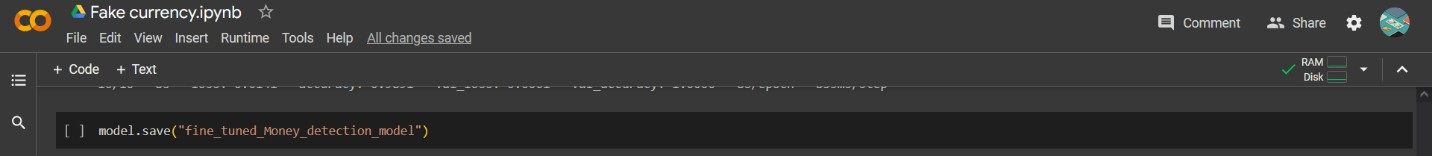 Fake currency.ipynb
File Edit View Insert Runtime Tools Help All changes saved
Comment Share
+ Code + Text
RAM
Disk
[ ] model.save("fine_tuned_Money_detection_model")